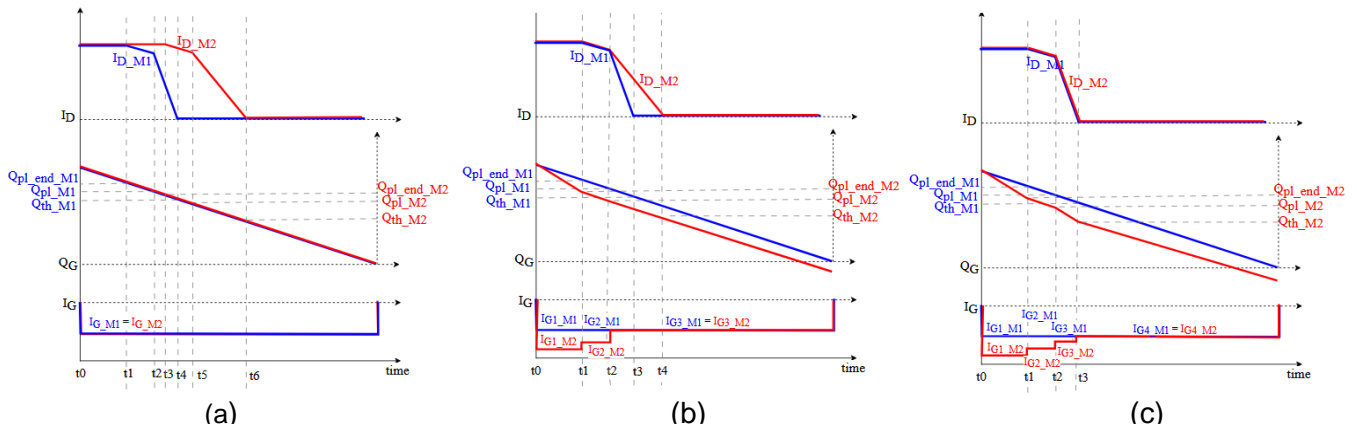 I_D_M2
I_D_M1
I_D
Q_pl_end_M1
Q_pl_M1
Q_th_M1
Q_pl_end_M2
Q_pl_M2
Q_th_M2
Q_G
I_G
I_G_M1 = I_G_M2
t0 t1 t2 t3 t4 t5 t6 time
(a)
I_D_M1
I_D_M2
I_D
Q_pl_end_M1
Q_pl_M1
Q_th_M1
Q_pl_end_M2
Q_pl_M2
Q_th_M2
Q_G
I_G
I_G1_M1 I_G2_M1 I_G3_M1 = I_G3_M2
I_G1_M2 I_G2_M2
t0 t1 t2 t3 t4 time
(b)
I_D_M1
I_D_M2
I_D
Q_pl_end_M1
Q_pl_M1
Q_th_M1
Q_pl_end_M2
Q_pl_M2
Q_th_M2
Q_G
I_G
I_G2_M1
I_G1_M1 I_G3_M1 I_G4_M1 = I_G4_M2
I_G1_M2 I_G2_M2 I_G3_M2
t0 t1 t2 t3 time
(c)